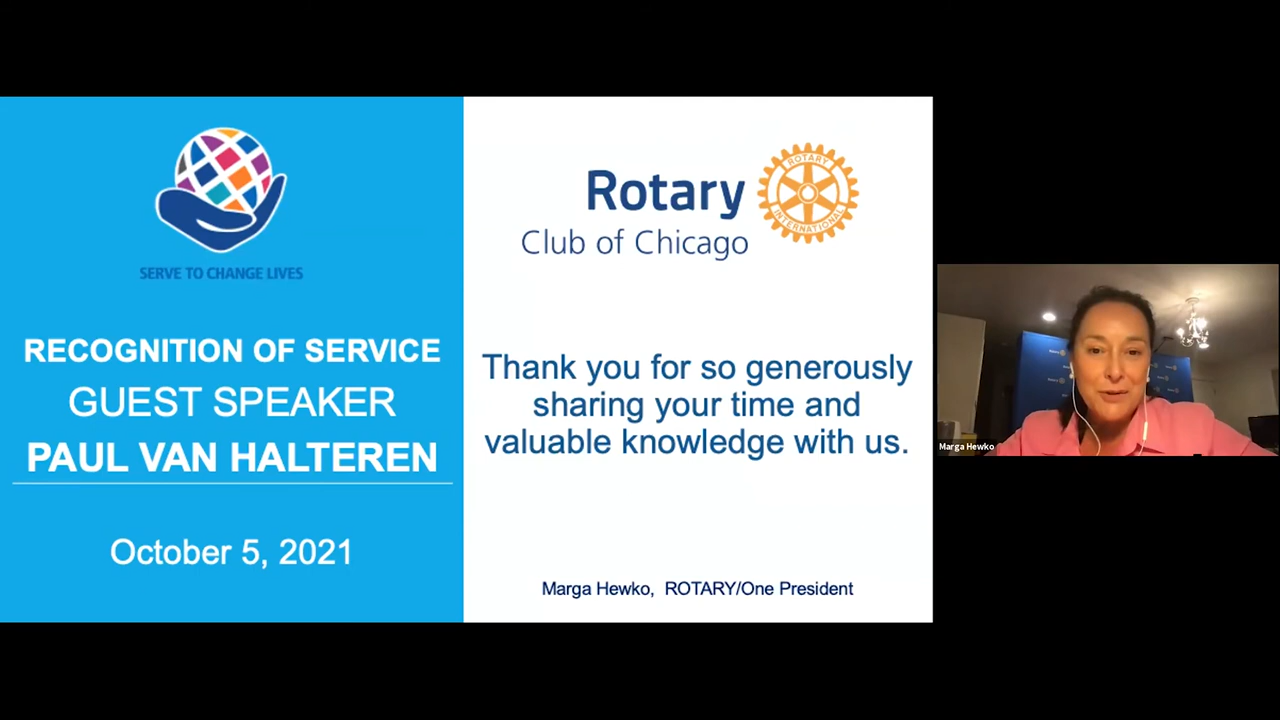 SERVE TO CHANGE LIVES
RECOGNITION OF SERVICE
GUEST SPEAKER
PAUL VAN HALTEREN
October 5, 2021
Rotary
Club of Chicago
ROTARY
INTERNATIONAL
Thank you for so generously
sharing your time and
valuable knowledge with us.
Marga Hewko, ROTARY/One President
Marga Hewko